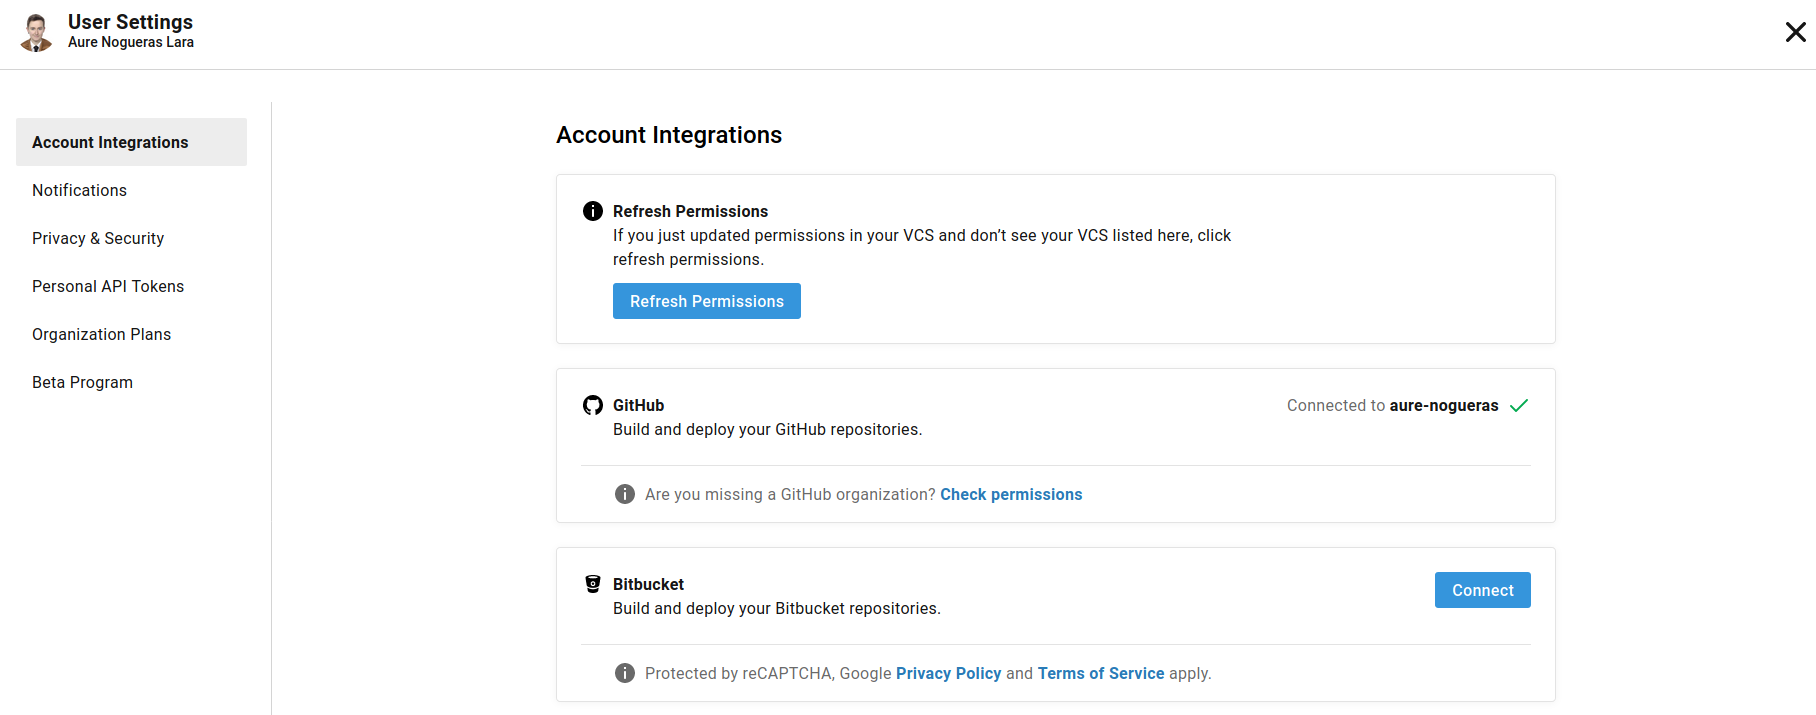 User Settings
Aure Nogueras Lara
Account Integrations
Notifications
Privacy & Security
Personal API Tokens
Organization Plans
Beta Program
Account Integrations
Refresh Permissions
If you just updated permissions in your VCS and don’t see your VCS listed here, click
refresh permissions.
Refresh Permissions
GitHub
Connected to aure-nogueras
Build and deploy your GitHub repositories.
Are you missing a GitHub organization? Check permissions
Bitbucket
Connect
Build and deploy your Bitbucket repositories.
Protected by reCAPTCHA, Google Privacy Policy and Terms of Service apply.